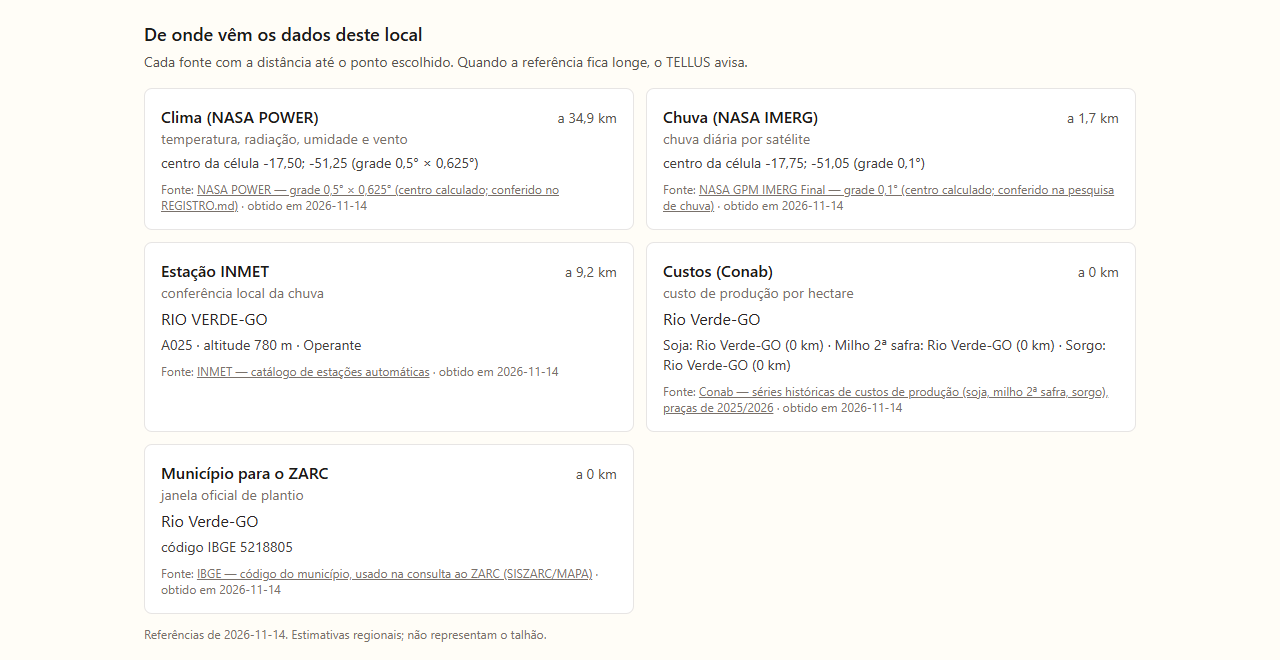 De onde vêm os dados deste local
Cada fonte com a distância até o ponto escolhido. Quando a referência fica longe, o TELLUS avisa.
Clima (NASA POWER)
a 34,9 km
temperatura, radiação, umidade e vento
centro da célula -17,50; -51,25 (grade 0,5° × 0,625°)
Fonte: NASA POWER — grade 0,5° × 0,625° (centro calculado; conferido no
REGISTRO.md) · obtido em 2026-11-14
Chuva (NASA IMERG)
a 1,7 km
chuva diária por satélite
centro da célula -17,75; -51,05 (grade 0,1°)
Fonte: NASA GPM IMERG Final — grade 0,1° (centro calculado; conferido na pesquisa
de chuva) · obtido em 2026-11-14
Estação INMET
a 9,2 km
conferência local da chuva
RIO VERDE-GO
A025 · altitude 780 m · Operante
Fonte: INMET — catálogo de estações automáticas · obtido em 2026-11-14
Custos (Conab)
a 0 km
custo de produção por hectare
Rio Verde-GO
Soja: Rio Verde-GO (0 km) · Milho 2ª safra: Rio Verde-GO (0 km) · Sorgo:
Rio Verde-GO (0 km)
Fonte: Conab — séries históricas de custos de produção (soja, milho 2ª safra, sorgo),
praças de 2025/2026 · obtido em 2026-11-14
Município para o ZARC
a 0 km
janela oficial de plantio
Rio Verde-GO
código IBGE 5218805
Fonte: IBGE — código do município, usado na consulta ao ZARC (SISZARC/MAPA) ·
obtido em 2026-11-14
Referências de 2026-11-14. Estimativas regionais; não representam o talhão.